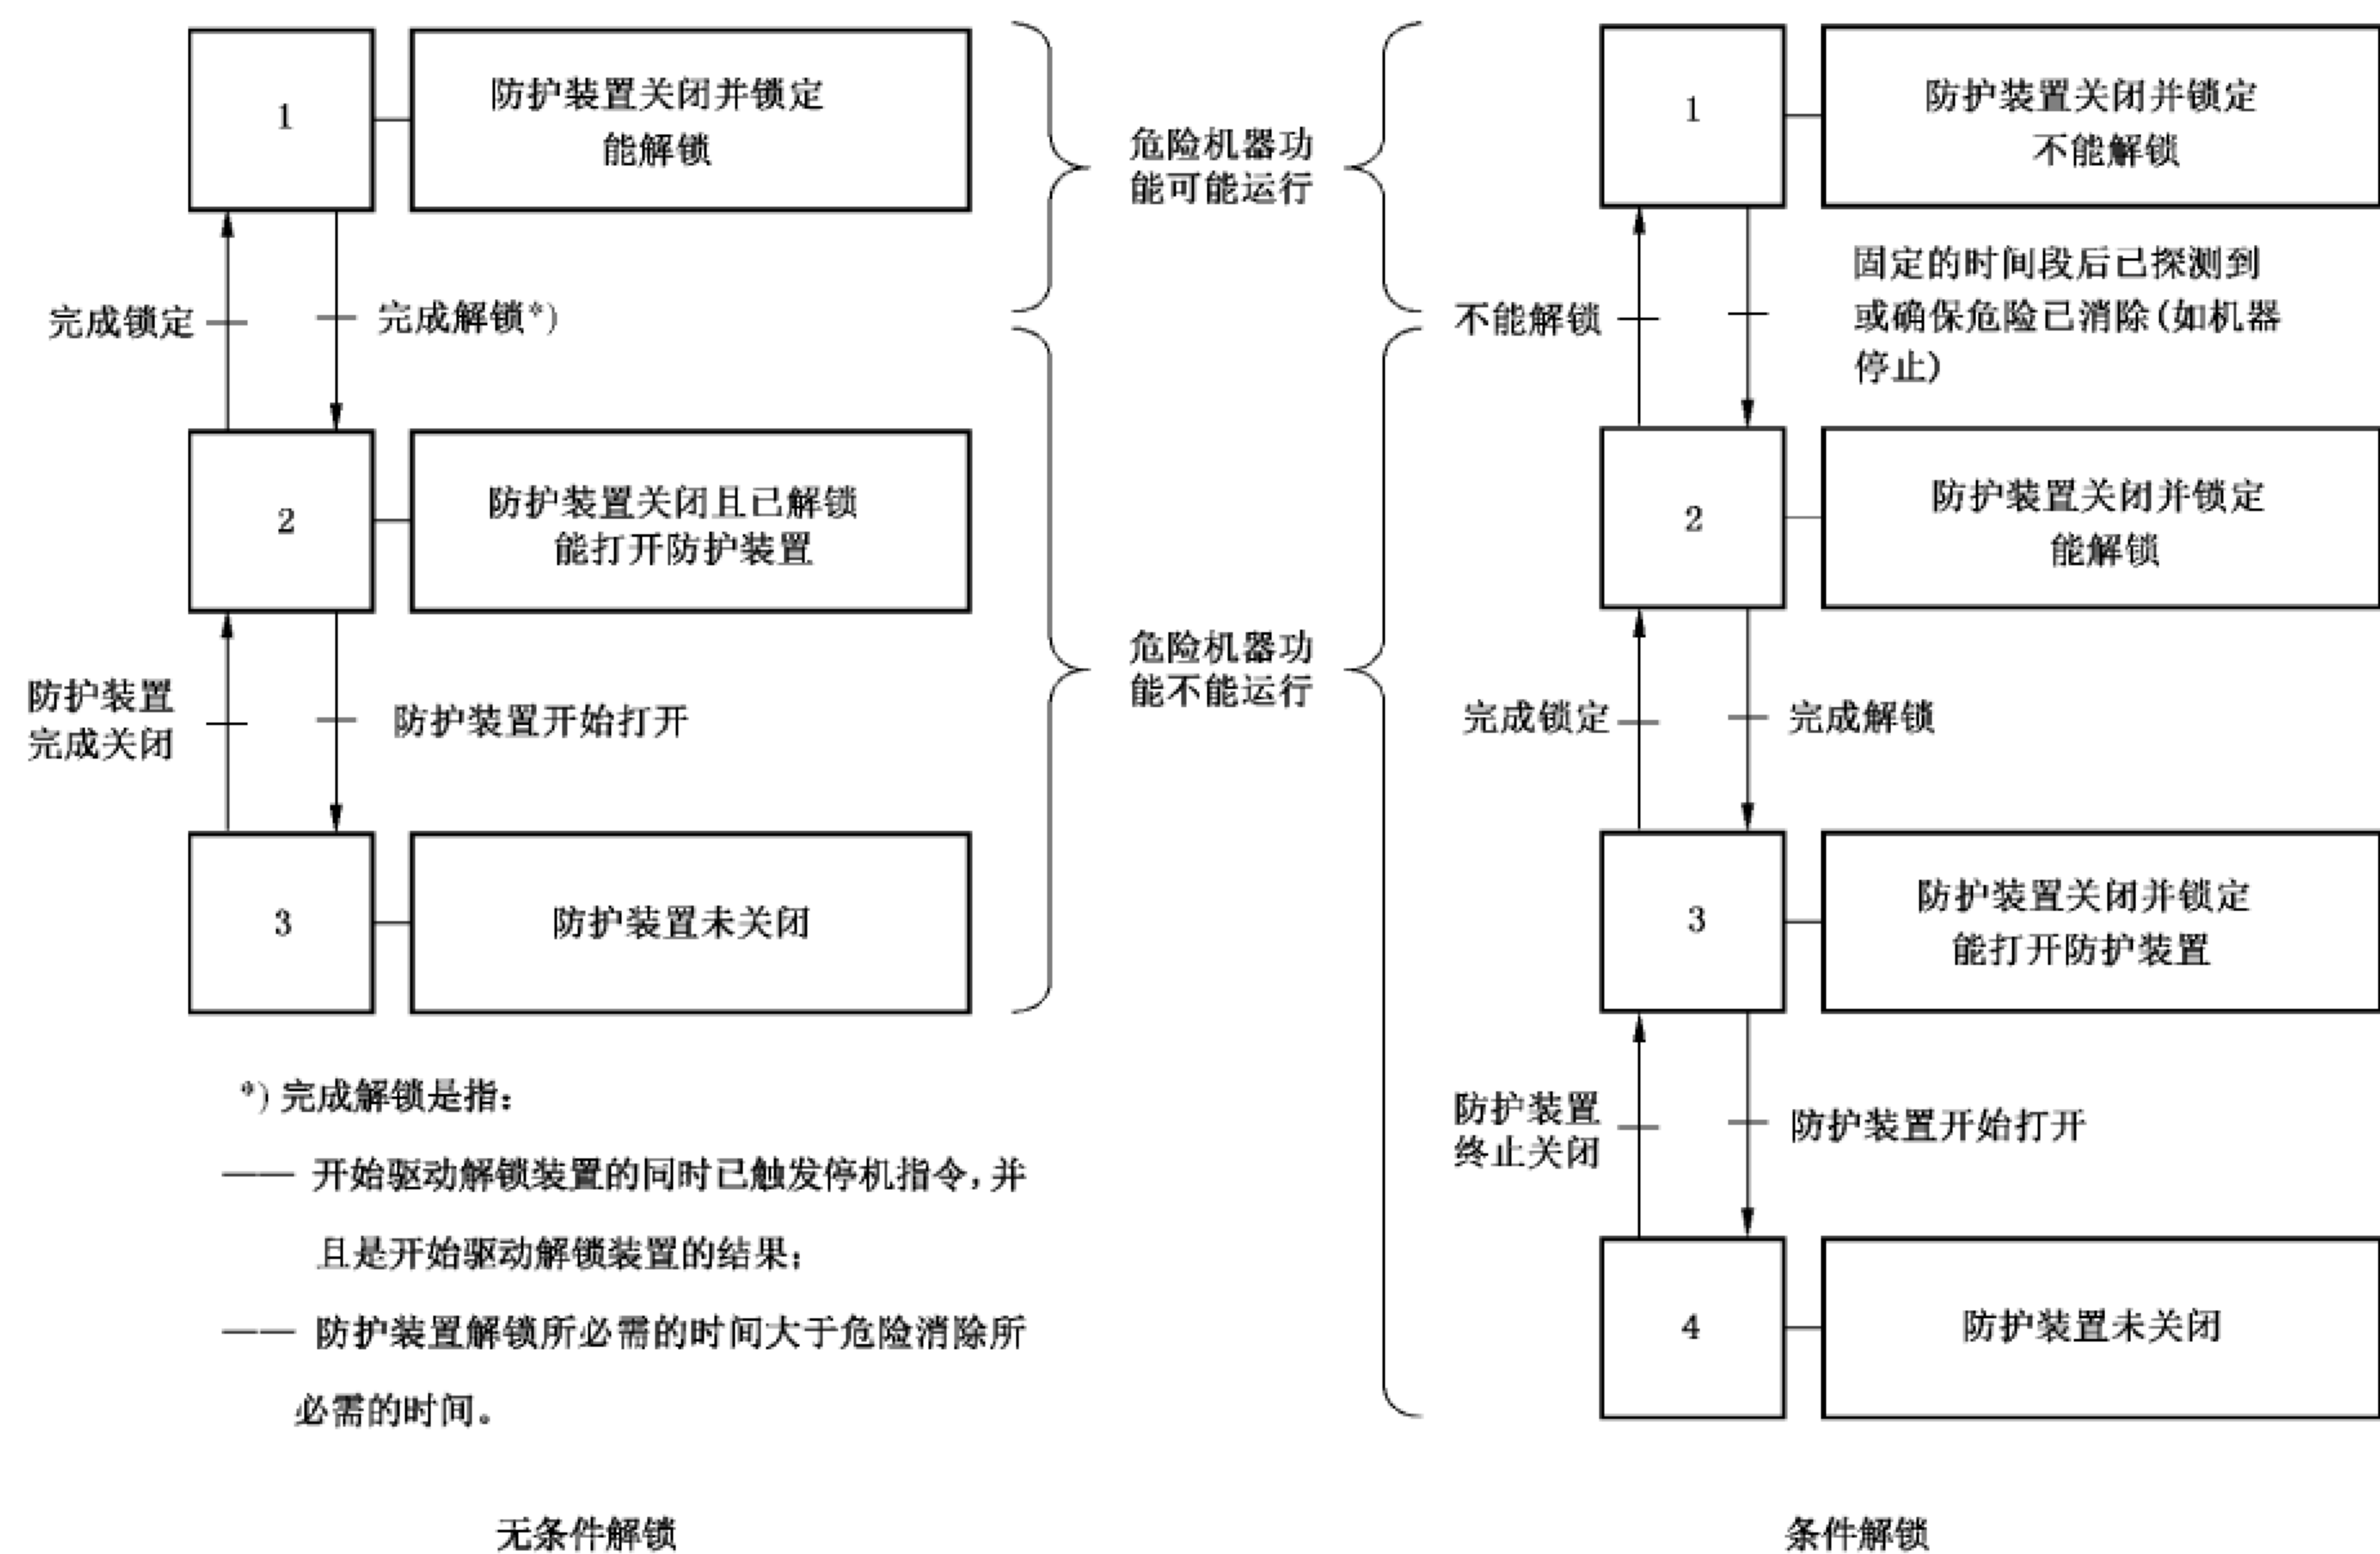 1
防护装置关闭并锁定
能解锁
完成锁定
完成解锁*)
2
防护装置关闭且已解锁
能打开防护装置
防护装置
完成关闭
防护装置开始打开
3
防护装置未关闭
*) 完成解锁是指:
—— 开始驱动解锁装置的同时已触发停机指令,并
且是开始驱动解锁装置的结果;
—— 防护装置解锁所必需的时间大于危险消除所
必需的时间。
无条件解锁
危险机器功
能可能运行
危险机器功
能不能运行
1
防护装置关闭并锁定
不能解锁
不能解锁
固定的时间段后已探测到
或确保危险已消除(如机器
停止)
2
防护装置关闭并锁定
能解锁
完成锁定
完成解锁
3
防护装置关闭并锁定
能打开防护装置
防护装置
终止关闭
防护装置开始打开
4
防护装置未关闭
条件解锁